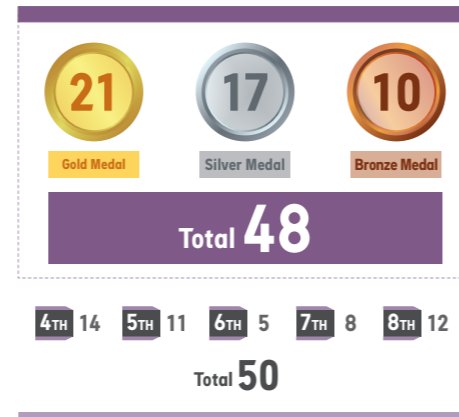 21 17 10
Gold Medal Silver Medal Bronze Medal
Total 48
4TH 14 5TH 11 6TH 5 7TH 8 8TH 12
Total 50